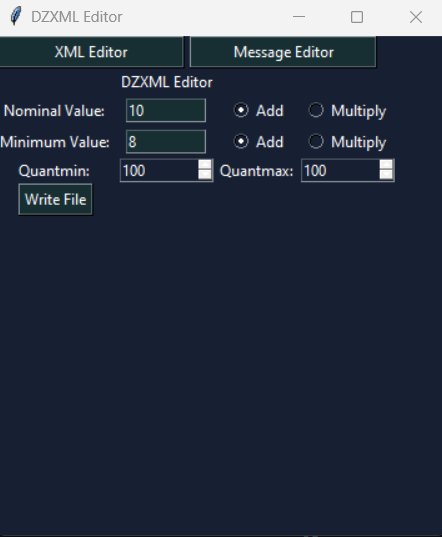 DZXML Editor
XML Editor Message Editor
DZXML Editor
Nominal Value: 10 Add Multiply
Minimum Value: 8 Add Multiply
Quantmin: 100 Quantmax: 100
Write File